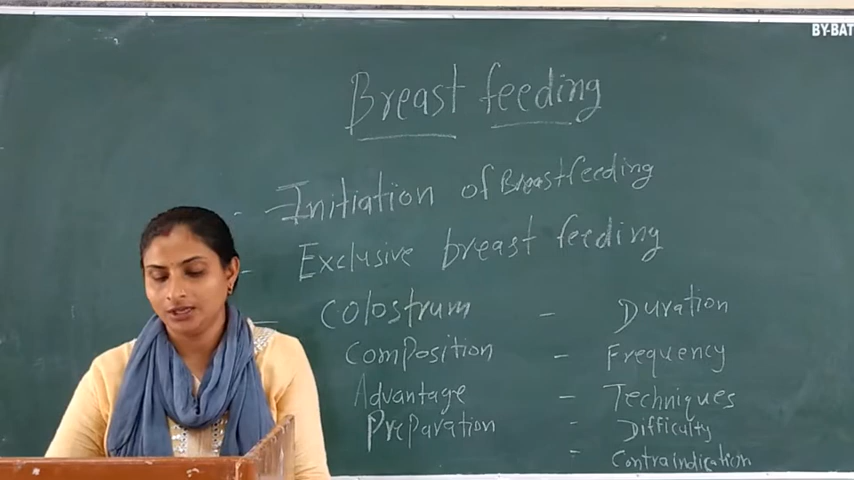 BY-BAT
Breast feeding
- Initiation of Breastfeeding
- Exclusive breast feeding
- Colostrum - Duration
Composition - Frequency
Advantage - Techniques
Preparation - Difficulty
- Contraindication